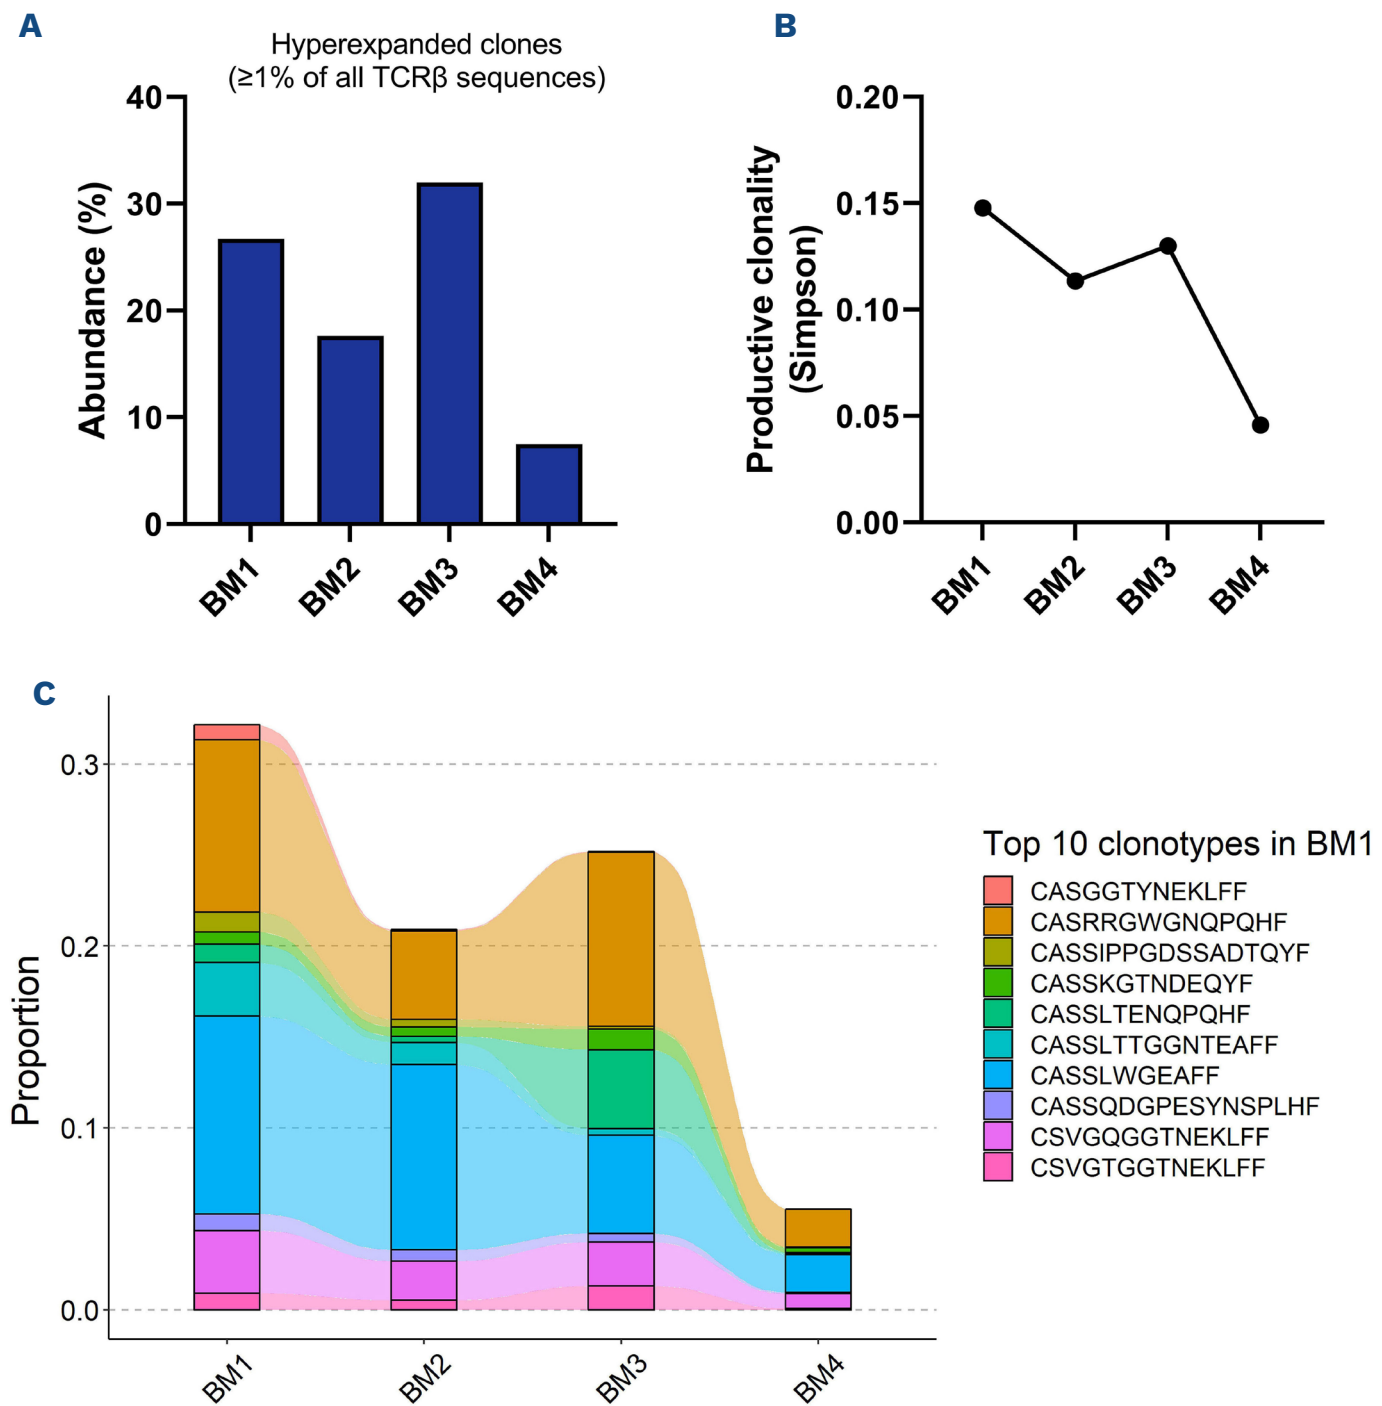 A
Hyperexpanded clones
(≥1% of all TCRβ sequences)
Abundance (%)
40
30
20
10
0
BM1
BM2
BM3
BM4
B
Productive clonality
(Simpson)
0.20
0.15
0.10
0.05
0.00
BM1
BM2
BM3
BM4
C
Proportion
0.3
0.2
0.1
0.0
BM1
BM2
BM3
BM4
Top 10 clonotypes in BM1
CASGGTYNEKLFF
CASRRGWGNQPQHF
CASSIPPGDSSADTQYF
CASSKGTNDEQYF
CASSLTENQPQHF
CASSLTTGGNTEAFF
CASSLWGEAFF
CASSQDGPESYNSPLHF
CSVGQGGTNEKLFF
CSVGTGGTNEKLFF